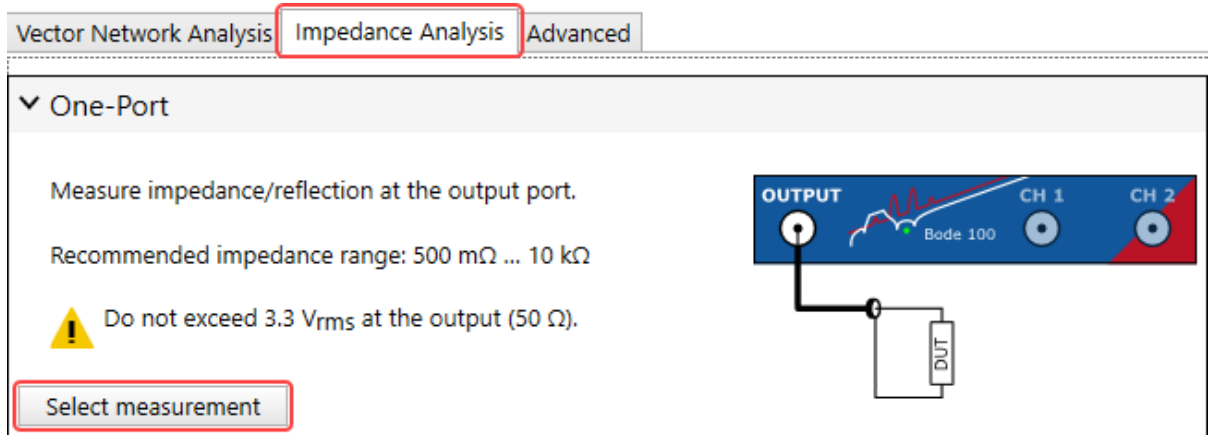 Vector Network Analysis Impedance Analysis Advanced
One-Port
Measure impedance/reflection at the output port.
OUTPUT CH 1 CH 2
Bode 100
Recommended impedance range: 500 mΩ ... 10 kΩ
Do not exceed 3.3 Vrms at the output (50 Ω).
DUT
Select measurement